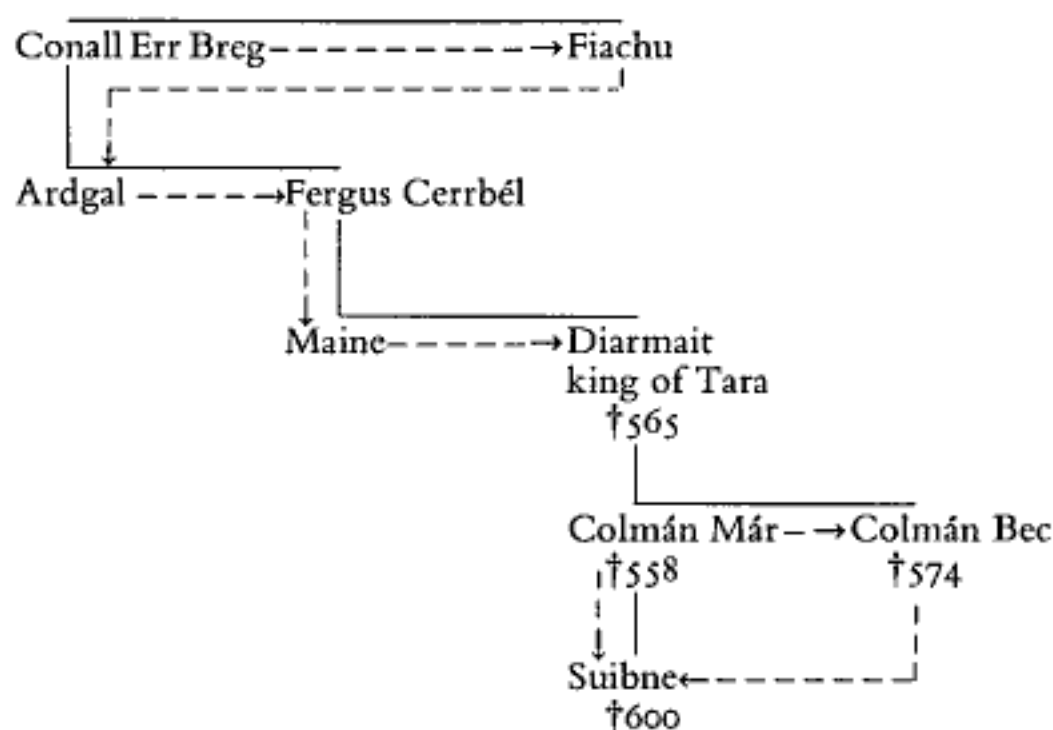 Conall Err Breg Fiachu
Ardgal Fergus Cerrbél
Maine Diarmait
king of Tara
†565
Colmán Már Colmán Bec
†558 †574
Suibne
†600